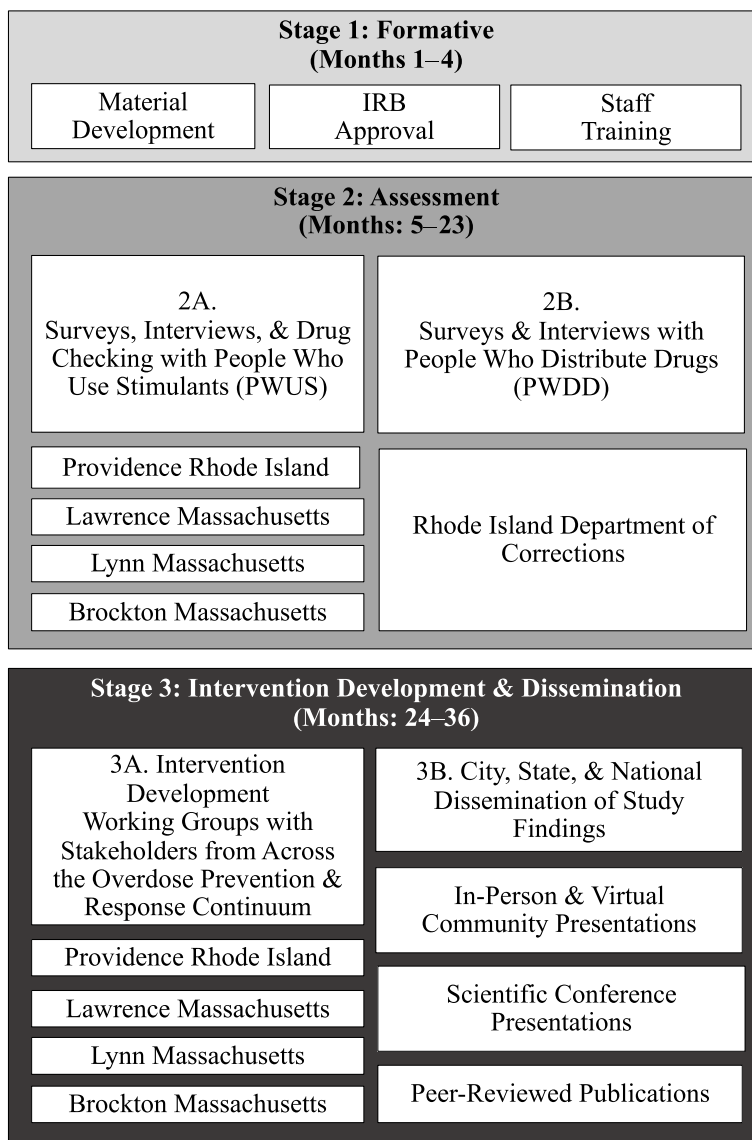 Stage 1: Formative
(Months 1–4)
Material
Development
IRB
Approval
Staff
Training
Stage 2: Assessment
(Months: 5–23)
2A.
Surveys, Interviews, & Drug
Checking with People Who
Use Stimulants (PWUS)
Providence Rhode Island
Lawrence Massachusetts
Lynn Massachusetts
Brockton Massachusetts
2B.
Surveys & Interviews with
People Who Distribute Drugs
(PWDD)
Rhode Island Department of
Corrections
Stage 3: Intervention Development & Dissemination
(Months: 24–36)
3A. Intervention
Development
Working Groups with
Stakeholders from Across
the Overdose Prevention &
Response Continuum
Providence Rhode Island
Lawrence Massachusetts
Lynn Massachusetts
Brockton Massachusetts
3B. City, State, & National
Dissemination of Study
Findings
In-Person & Virtual
Community Presentations
Scientific Conference
Presentations
Peer-Reviewed Publications